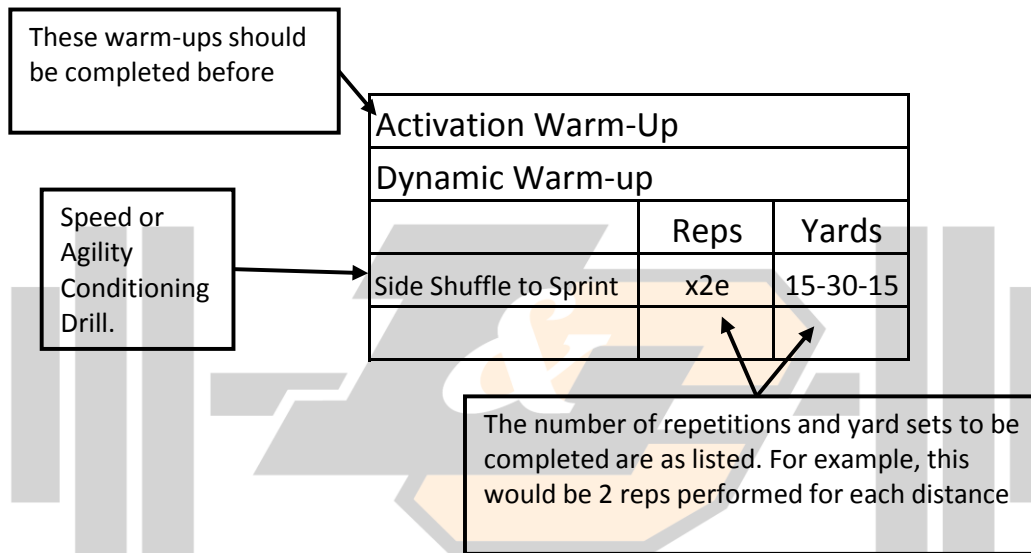 These warm-ups should
be completed before
Activation Warm-Up
Dynamic Warm-up
Reps Yards
Speed or
Agility
Conditioning
Drill.
Side Shuffle to Sprint x2e 15-30-15
The number of repetitions and yard sets to be
completed are as listed. For example, this
would be 2 reps performed for each distance